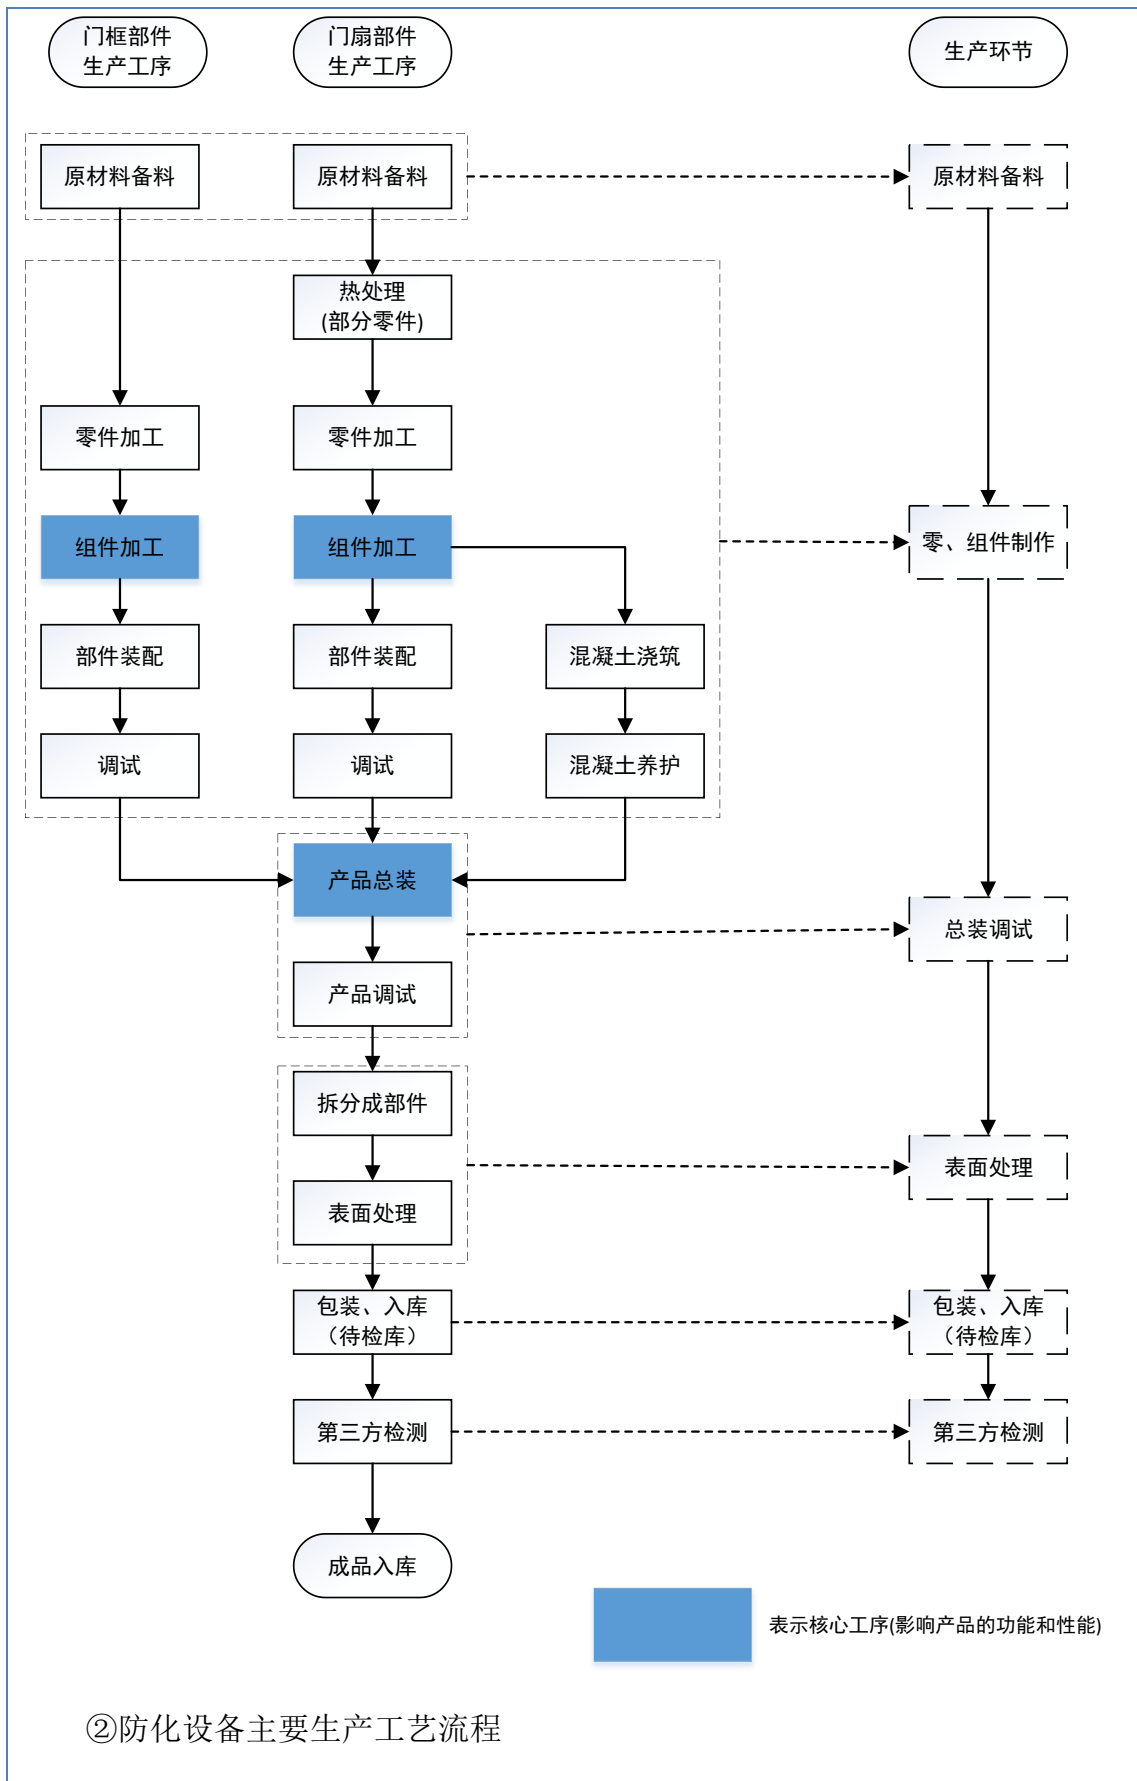 门框部件
生产工序
门扇部件
生产工序
生产环节
原材料备料
原材料备料
原材料备料
热处理
(部分零件)
零件加工
零件加工
组件加工
组件加工
零、组件制作
部件装配
部件装配
混凝土浇筑
调试
调试
混凝土养护
产品总装
总装调试
产品调试
拆分成部件
表面处理
表面处理
包装、入库
（待检库）
包装、入库
（待检库）
第三方检测
第三方检测
成品入库
表示核心工序(影响产品的功能和性能)
②防化设备主要生产工艺流程